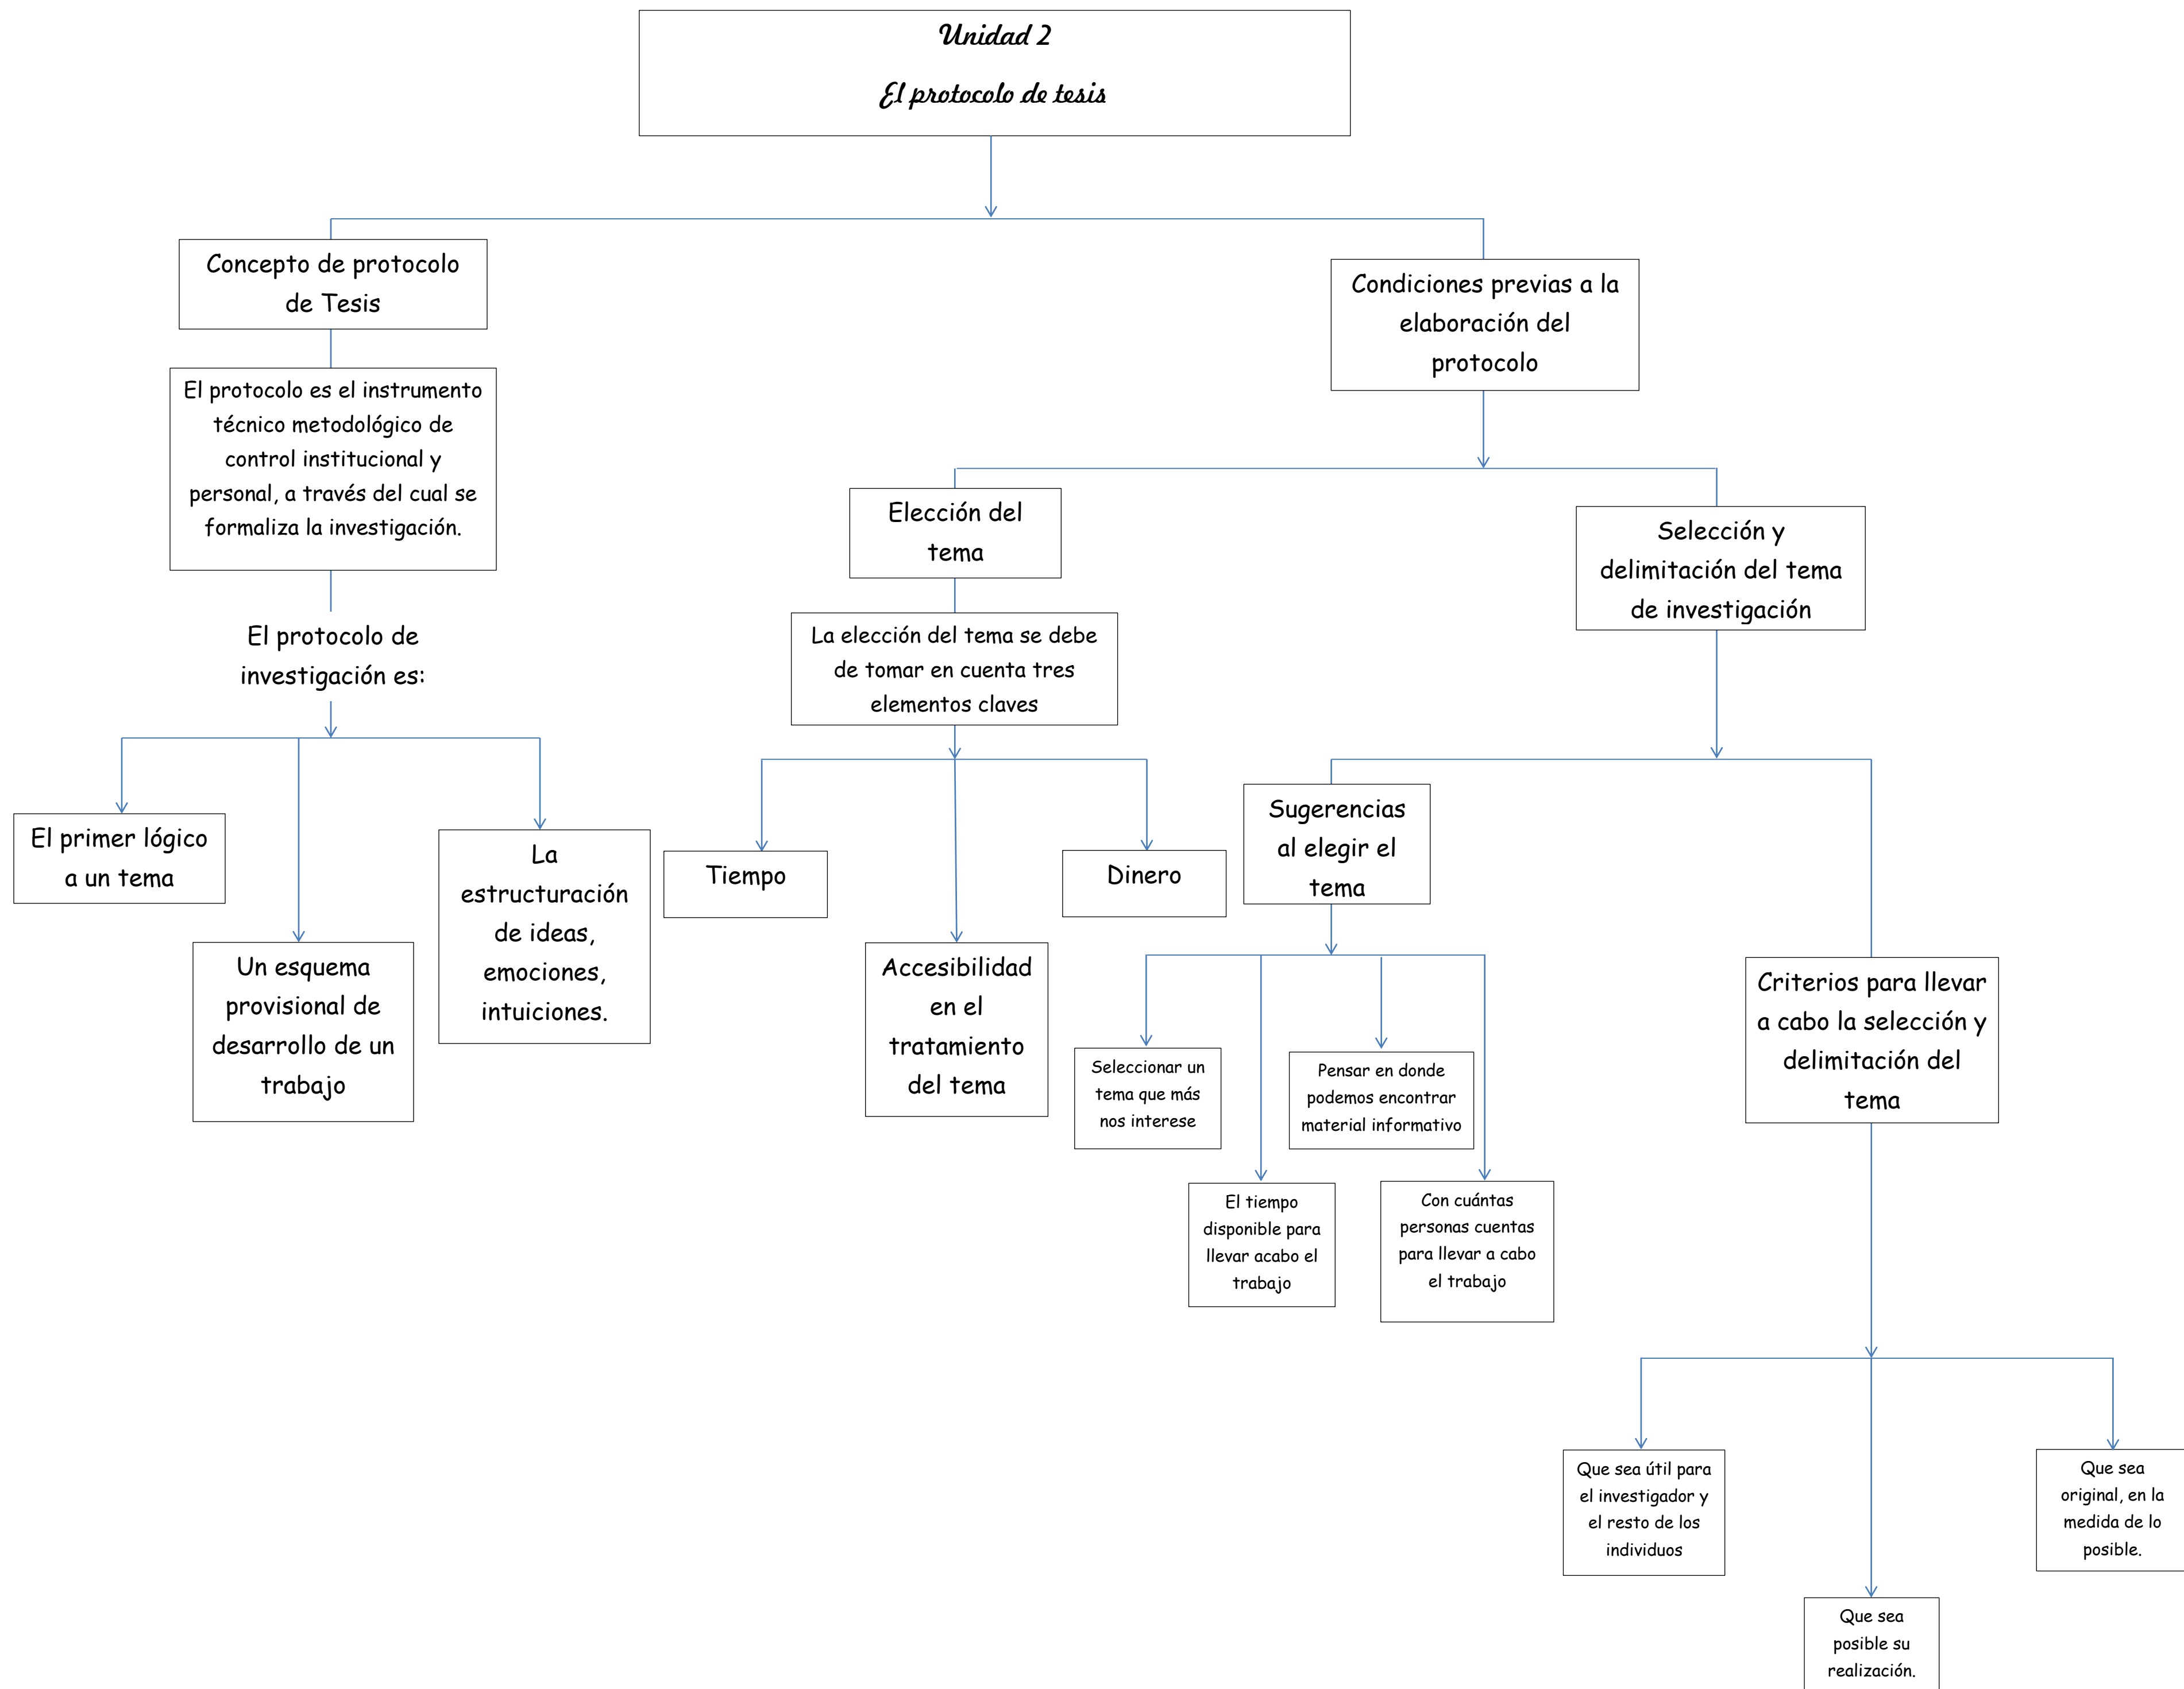 Unidad 2
El protocolo de tesis
Concepto de protocolo
de Tesis
Condiciones previas a la
elaboración del
protocolo
El protocolo es el instrumento
técnico metodológico de
control institucional y
personal, a través del cual se
formaliza la investigación.
Elección del
tema
Selección y
delimitación del tema
de investigación
El protocolo de
investigación es:
La elección del tema se debe
de tomar en cuenta tres
elementos claves
El primer lógico
a un tema
Un esquema
provisional de
desarrollo de un
trabajo
La
estructuración
de ideas,
emociones,
intuiciones.
Tiempo
Accesibilidad
en el
tratamiento
del tema
Dinero
Sugerencias
al elegir el
tema
Criterios para llevar
a cabo la selección y
delimitación del
tema
Seleccionar un
tema que más
nos interese
El tiempo
disponible para
llevar acabo el
trabajo
Pensar en donde
podemos encontrar
material informativo
Con cuántas
personas cuentas
para llevar a cabo
el trabajo
Que sea útil para
el investigador y
el resto de los
individuos
Que sea
posible su
realización.
Que sea
original, en la
medida de lo
posible.